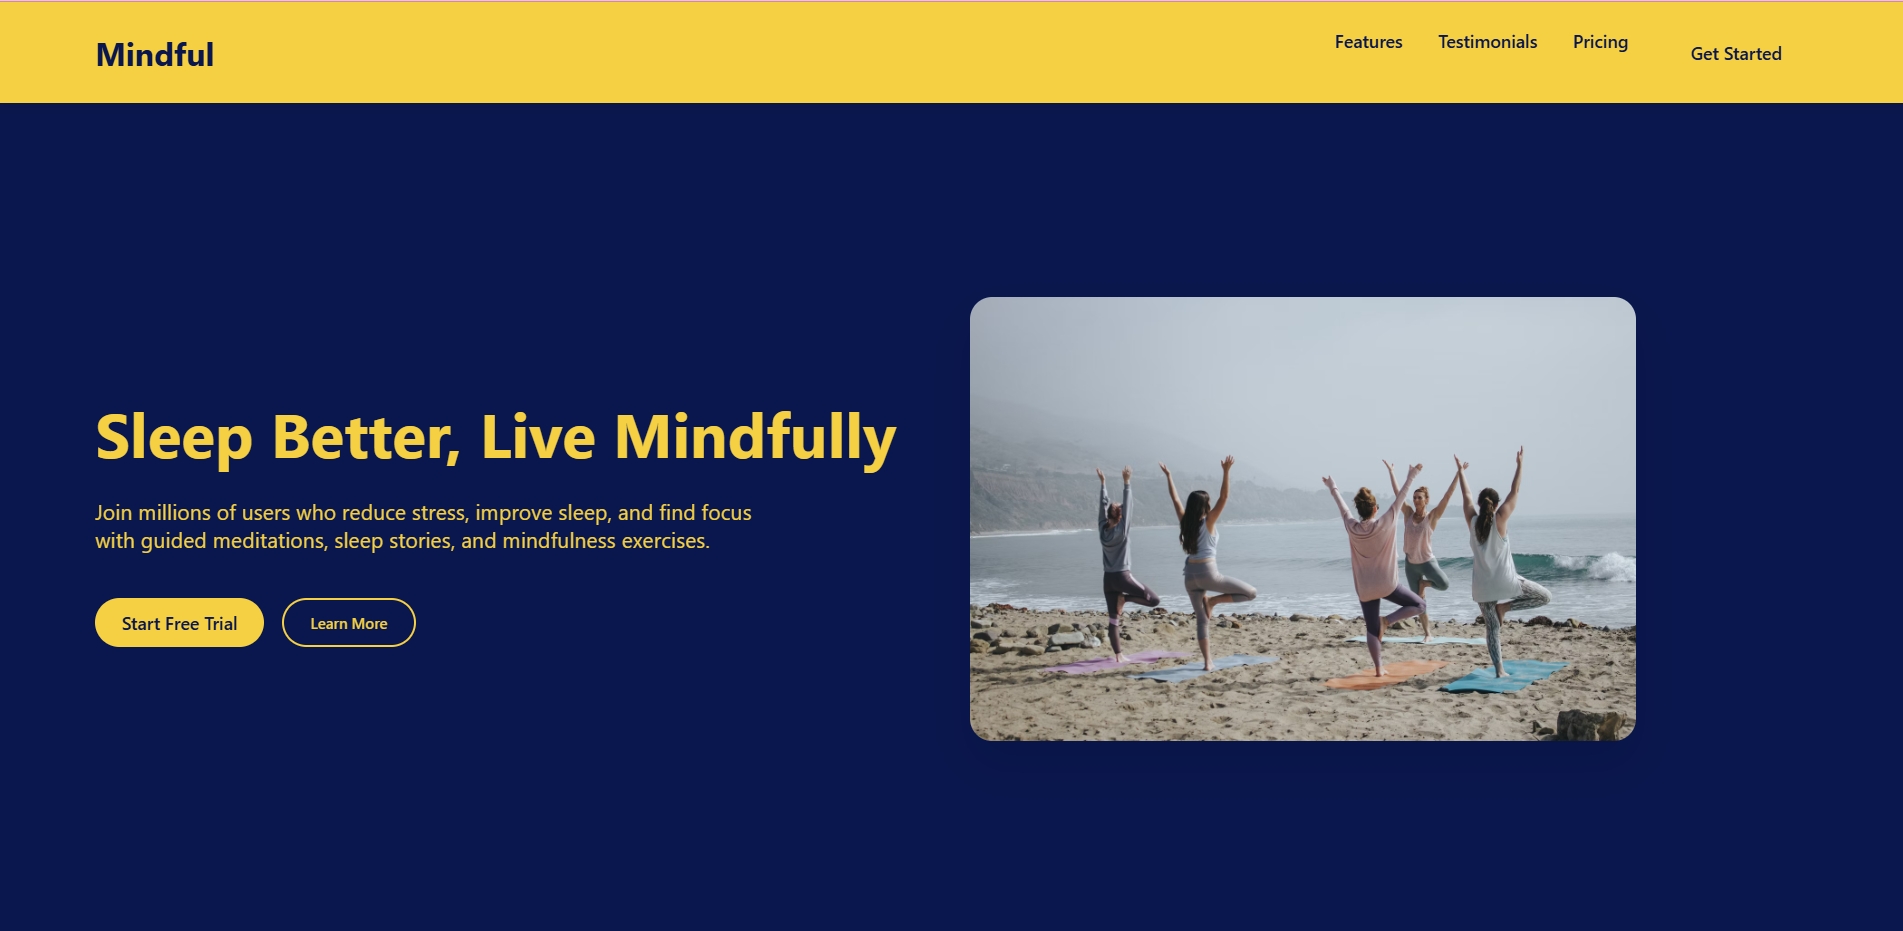 Mindful
Features
Testimonials
Pricing
Get Started
Sleep Better, Live Mindfully
Join millions of users who reduce stress, improve sleep, and find focus
with guided meditations, sleep stories, and mindfulness exercises.
Start Free Trial
Learn More